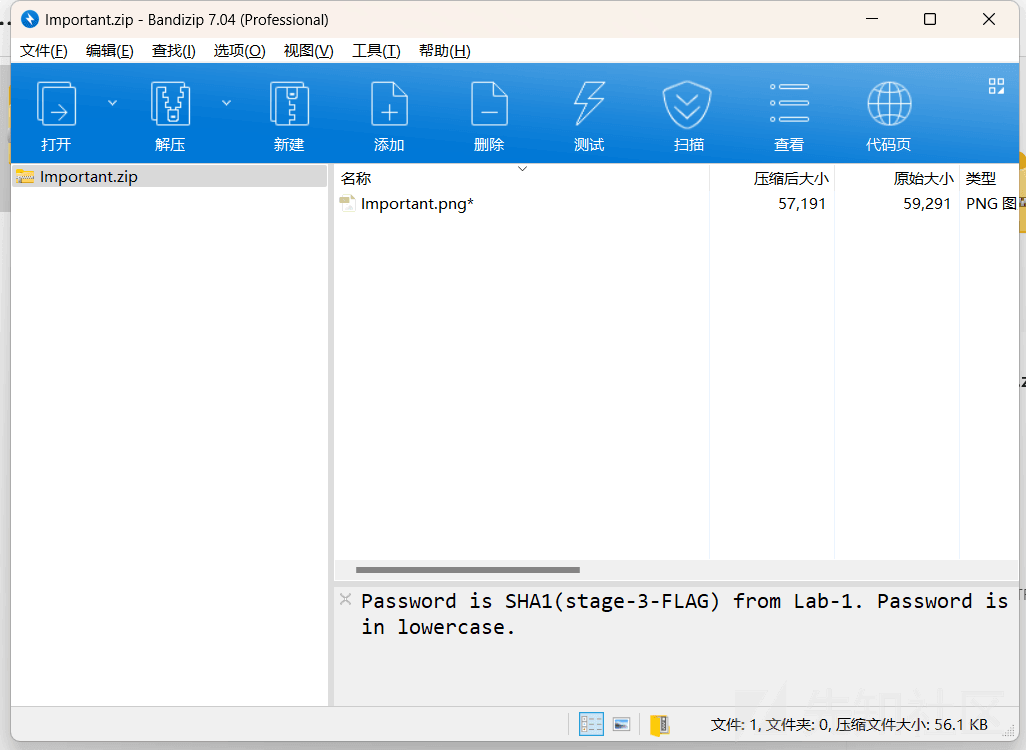 Important.zip - Bandizip 7.04 (Professional)
文件(F) 编辑(E) 查找(I) 选项(O) 视图(V) 工具(T) 帮助(H)
打开 解压 新建 添加 删除 测试 扫描 查看 代码页
Important.zip
名称 压缩后大小 原始大小 类型
Important.png* 57,191 59,291 PNG 图
Password is SHA1(stage-3-FLAG) from Lab-1. Password is
in lowercase.
文件: 1, 文件夹: 0, 压缩文件大小: 56.1 KB